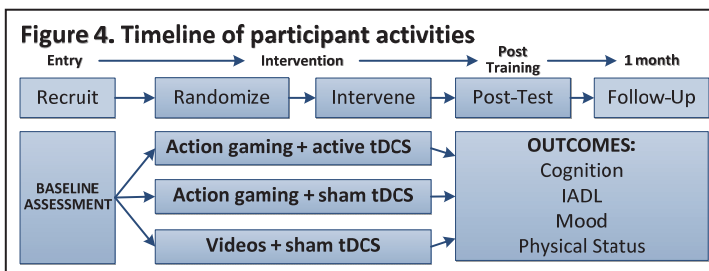 Figure 4. Timeline of participant activities
Entry
Intervention
Post
Training
1 month
Recruit
Randomize
Intervene
Post-Test
Follow-Up
BASELINE
ASSESSMENT
Action gaming + active tDCS
Action gaming + sham tDCS
Videos + sham tDCS
OUTCOMES:
Cognition
IADL
Mood
Physical Status